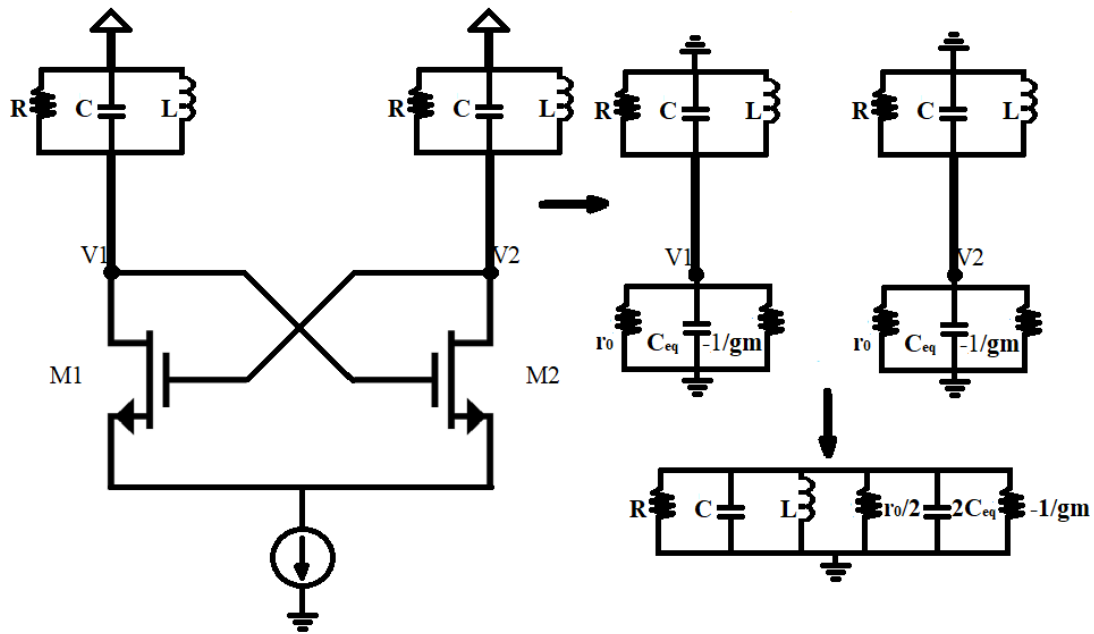 R C L
R C L
R C L
R C L
V1
V2
V1
V2
M1
M2
r₀ Cₑq -1/gm
r₀ Cₑq -1/gm
R C L r₀/2 2Cₑq -1/gm